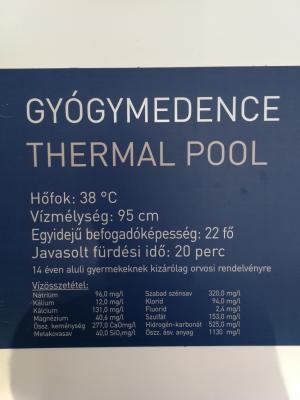 GYÓGYMEDENCE
THERMAL POOL
Hőfok: 38 °C
Vízmélység: 95 cm
Egyidejű befogadóképesség: 22 fő
Javasolt fürdési idő: 20 perc
14 éven aluli gyermekeknek kizárólag orvosi rendelvényre
Vízösszetétel:
Nátrium 96,0 mg/l Szabad szénsav 320,0 mg/l
Kálium 12,0 mg/l Klorid 94,0 mg/l
Kálcium 131,0 mg/l Fluorid 2,4 mg/l
Magnézium 40,6 mg/l Szulfát 153,0 mg/l
Össz. keménység 277,0 CaOmg/l Hidrogén-karbonát 525,0 mg/l
Metakovasav 40,0 SiO₃mg/l Össz. ásv. anyag 1130 mg/l